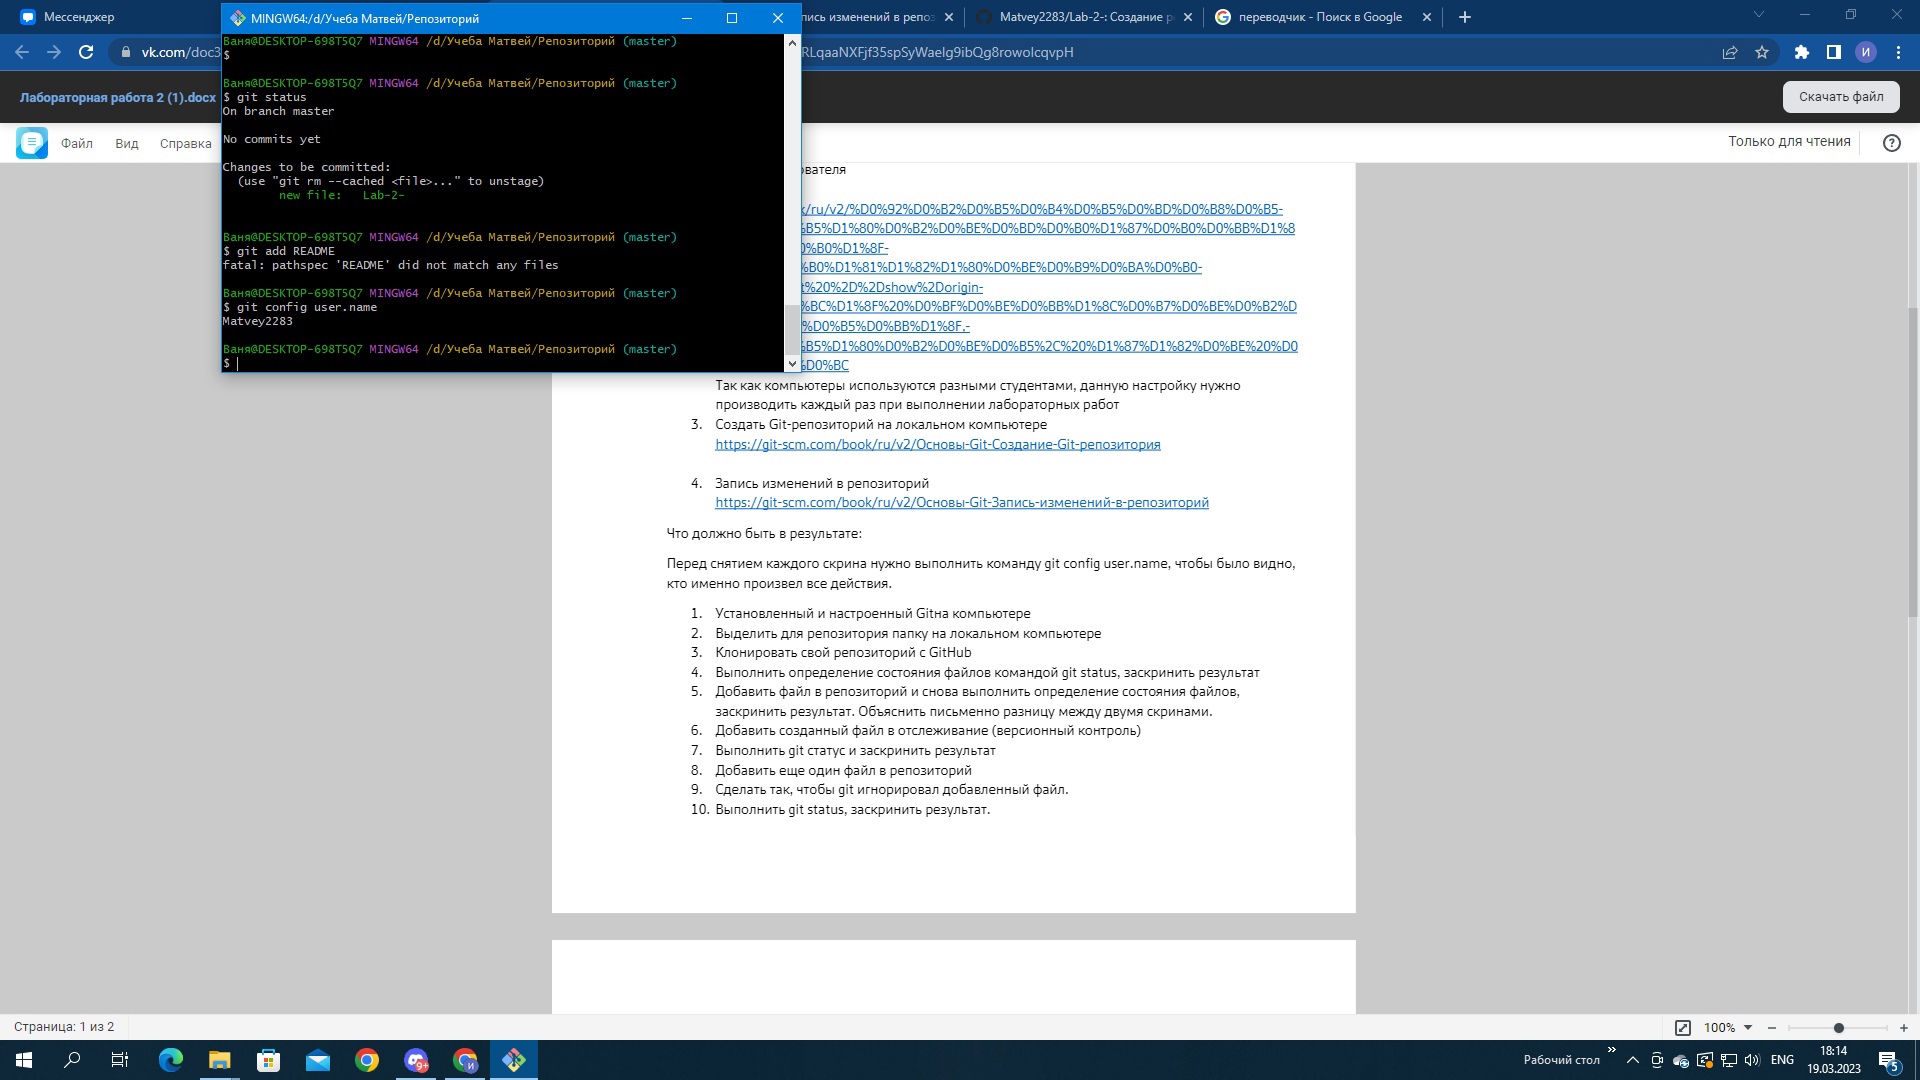 Мессенджер
MINGW64:/d/Учеба Матвей/Репозиторий
пись изменений в репоз
Matvey2283/Lab-2-: Создание р
переводчик - Поиск в Google
vk.com/doc3
RLqaaNXFjf35spSyWaelg9ibQg8rowolcqvpH
И
Лабораторная работа 2 (1).docx
Скачать файл
Файл
Вид
Справка
Только для чтения
Ваня@DESKTOP-698T5Q7 MINGW64 /d/Учеба Матвей/Репозиторий (master)
$
Ваня@DESKTOP-698T5Q7 MINGW64 /d/Учеба Матвей/Репозиторий (master)
$ git status
On branch master
No commits yet
Changes to be committed:
(use "git rm --cached <file>..." to unstage)
new file:   Lab-2-
Ваня@DESKTOP-698T5Q7 MINGW64 /d/Учеба Матвей/Репозиторий (master)
$ git add README
fatal: pathspec 'README' did not match any files
Ваня@DESKTOP-698T5Q7 MINGW64 /d/Учеба Матвей/Репозиторий (master)
$ git config user.name
Matvey2283
Ваня@DESKTOP-698T5Q7 MINGW64 /d/Учеба Матвей/Репозиторий (master)
$
ователя
/ru/v2/%D0%92%D0%B2%D0%B5%D0%B4%D0%B5%D0%BD%D0%B8%D0%B5-
%B5%D1%80%D0%B2%D0%BE%D0%BD%D0%B0%D1%87%D0%B0%D0%BB%D1%8
0%B0%D1%8F-
%B0%D1%81%D1%82%D1%80%D0%BE%D0%B9%D0%BA%D0%B0-
t%20%2D%2Dshow%2Dorigin-
%BC%D1%8F%20%D0%BF%D0%BE%D0%BB%D1%8C%D0%B7%D0%BE%D0%B2%D
%D0%B5%D0%BB%D1%8F,-
%B5%D1%80%D0%B2%D0%BE%D0%B5%2C%20%D1%87%D1%82%D0%BE%20%D0
%D0%BC
Так как компьютеры используются разными студентами, данную настройку нужно
производить каждый раз при выполнении лабораторных работ
3. Создать Git-репозиторий на локальном компьютере
https://git-scm.com/book/ru/v2/Основы-Git-Создание-Git-репозитория
4. Запись изменений в репозиторий
https://git-scm.com/book/ru/v2/Основы-Git-Запись-изменений-в-репозиторий
Что должно быть в результате:
Перед снятием каждого скрина нужно выполнить команду git config user.name, чтобы было видно,
кто именно произвел все действия.
1. Установленный и настроенный Gitна компьютере
2. Выделить для репозитория папку на локальном компьютере
3. Клонировать свой репозиторий с GitHub
4. Выполнить определение состояния файлов командой git status, заскринить результат
5. Добавить файл в репозиторий и снова выполнить определение состояния файлов,
заскринить результат. Объяснить письменно разницу между двумя скринами.
6. Добавить созданный файл в отслеживание (версионный контроль)
7. Выполнить git статус и заскринить результат
8. Добавить еще один файл в репозиторий
9. Сделать так, чтобы git игнорировал добавленный файл.
10. Выполнить git status, заскринить результат.
Страница: 1 из 2
100%
9+
и
Рабочий стол
ENG
18:14
19.03.2023
5